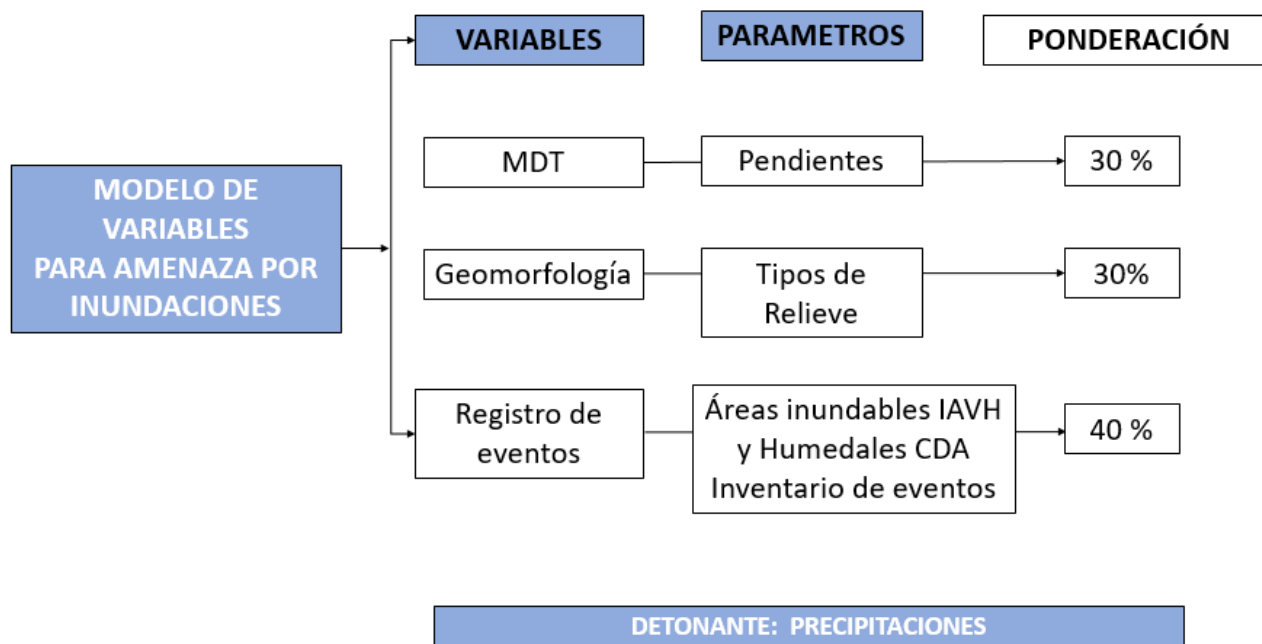 VARIABLES
PARAMETROS
PONDERACIÓN
MODELO DE
VARIABLES
PARA AMENAZA POR
INUNDACIONES
MDT
Pendientes
30 %
Geomorfología
Tipos de
Relieve
30%
Registro de
eventos
Áreas inundables IAVH
y Humedales CDA
Inventario de eventos
40 %
DETONANTE: PRECIPITACIONES